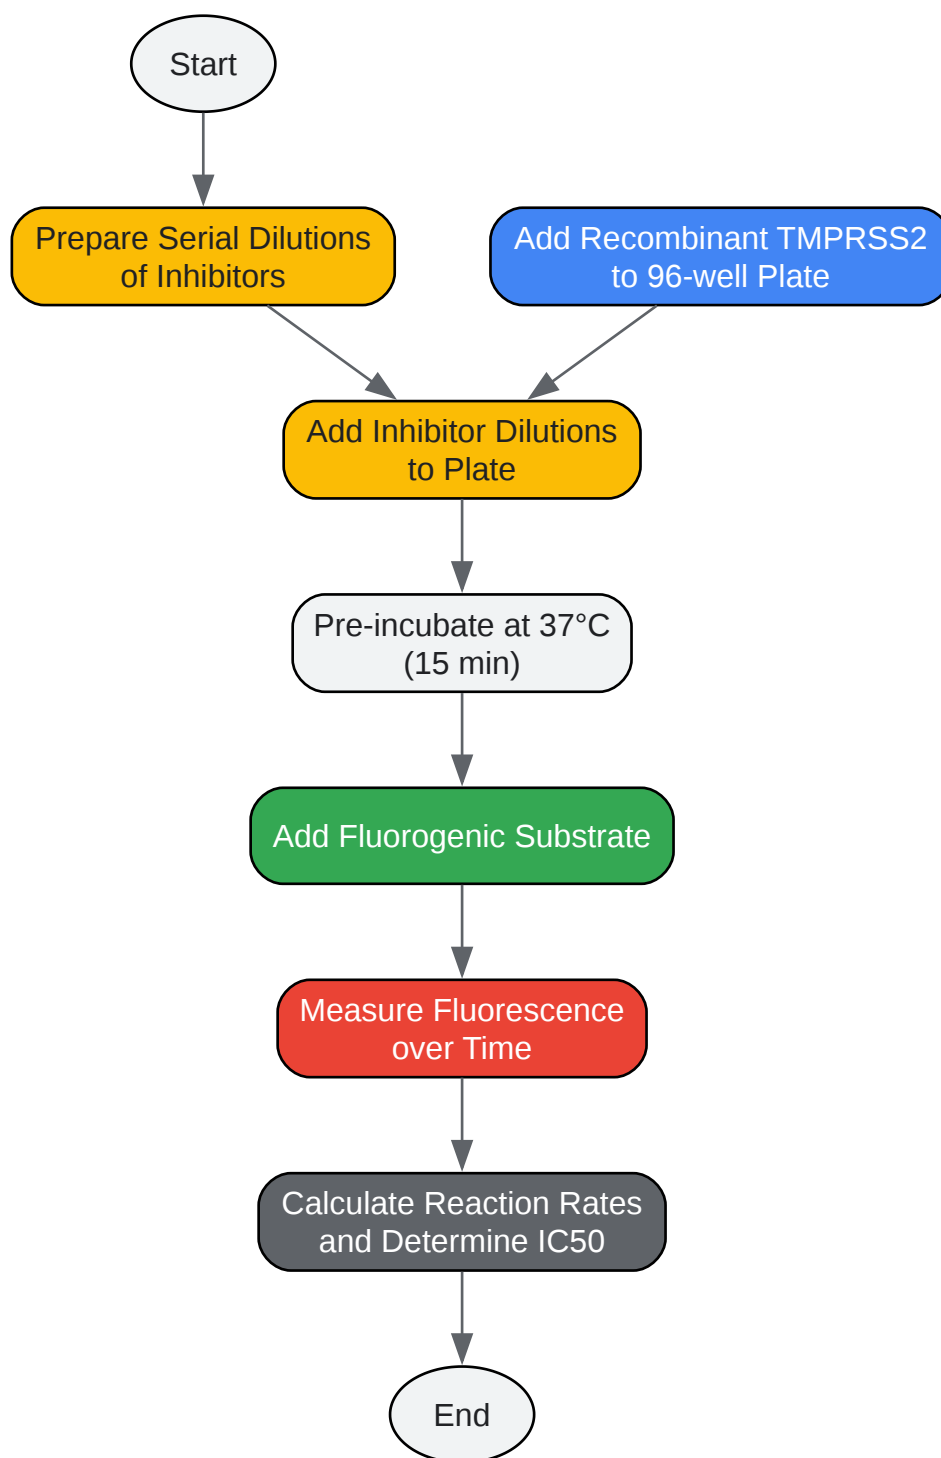 Start
Prepare Serial Dilutions
of Inhibitors
Add Recombinant TMPRSS2
to 96-well Plate
Add Inhibitor Dilutions
to Plate
Pre-incubate at 37°C
(15 min)
Add Fluorogenic Substrate
Measure Fluorescence
over Time
Calculate Reaction Rates
and Determine IC50
End